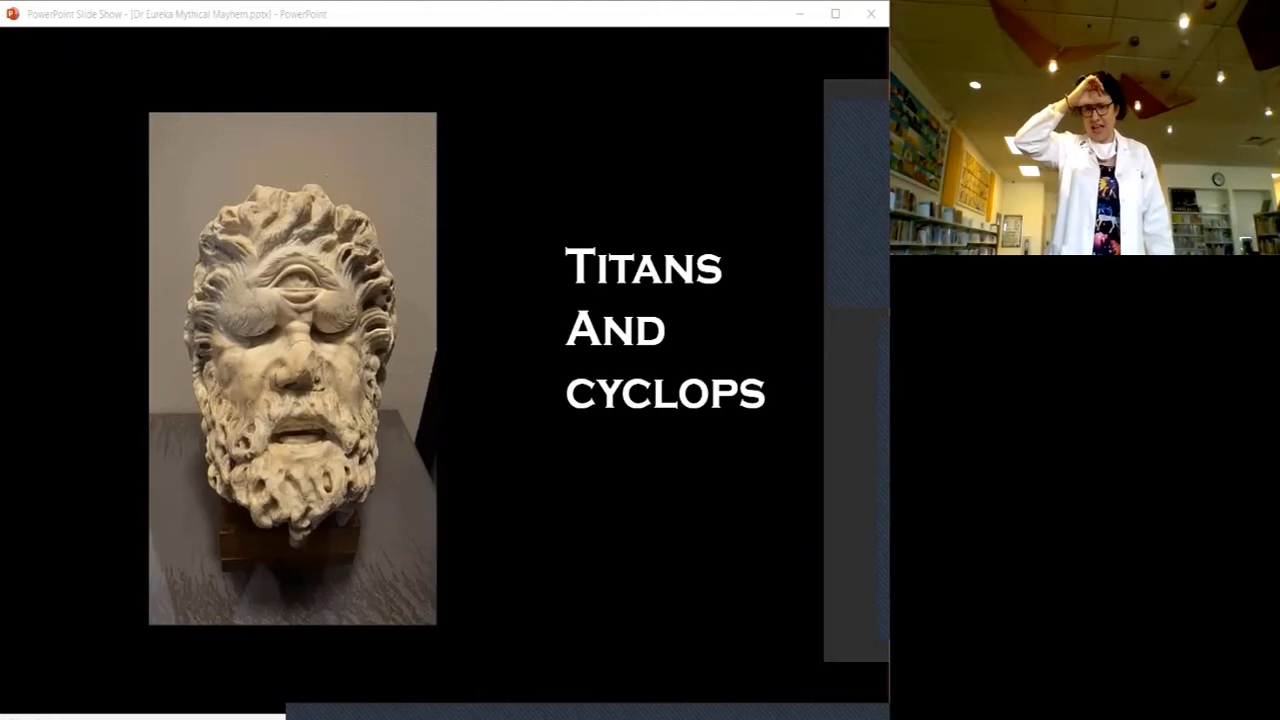 PowerPoint Slide Show - [Dr Eureka Mythical Mayhem.pptx] - PowerPoint
TITANS
AND
CYCLOPS